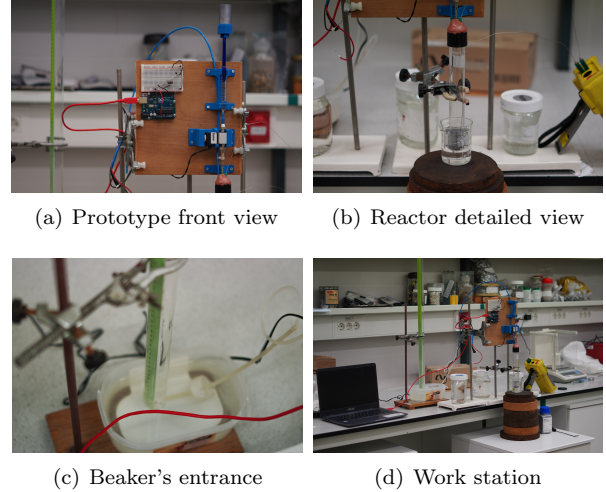 (a) Prototype front view
(b) Reactor detailed view
(c) Beaker's entrance
(d) Work station